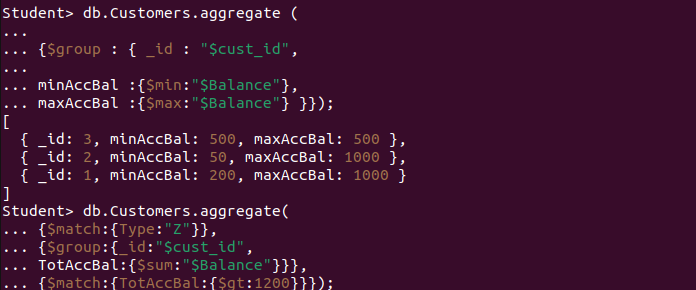 Student> db.Customers.aggregate (
...
... {$group : { _id : "$cust_id",
...
... minAccBal :{$min:"$Balance"},
... maxAccBal :{$max:"$Balance"} }});
[
  { _id: 3, minAccBal: 500, maxAccBal: 500 },
  { _id: 2, minAccBal: 50, maxAccBal: 1000 },
  { _id: 1, minAccBal: 200, maxAccBal: 1000 }
]
Student> db.Customers.aggregate(
... {$match:{Type:"Z"}},
... {$group:{_id:"$cust_id",
... TotAccBal:{$sum:"$Balance"}}},
... {$match:{TotAccBal:{$gt:1200}}});